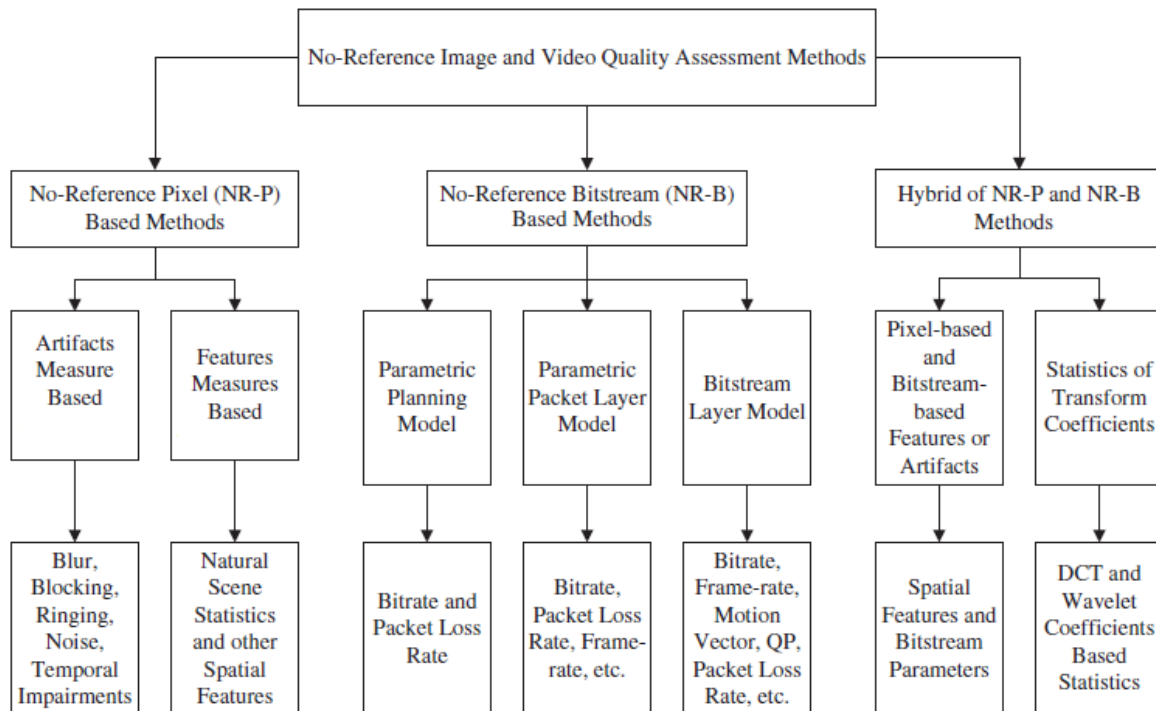 No-Reference Image and Video Quality Assessment Methods
No-Reference Pixel (NR-P)
Based Methods
No-Reference Bitstream (NR-B)
Based Methods
Hybrid of NR-P and NR-B
Methods
Artifacts
Measure
Based
Features
Measures
Based
Parametric
Planning
Model
Parametric
Packet Layer
Model
Bitstream
Layer Model
Pixel-based
and
Bitstream-
based
Features or
Artifacts
Statistics of
Transform
Coefficients
Blur,
Blocking,
Ringing,
Noise,
Temporal
Impairments
Natural
Scene
Statistics
and other
Spatial
Features
Bitrate and
Packet Loss
Rate
Bitrate,
Packet Loss
Rate, Frame-
rate, etc.
Bitrate,
Frame-rate,
Motion
Vector, QP,
Packet Loss
Rate, etc.
Spatial
Features and
Bitstream
Parameters
DCT and
Wavelet
Coefficients
Based
Statistics